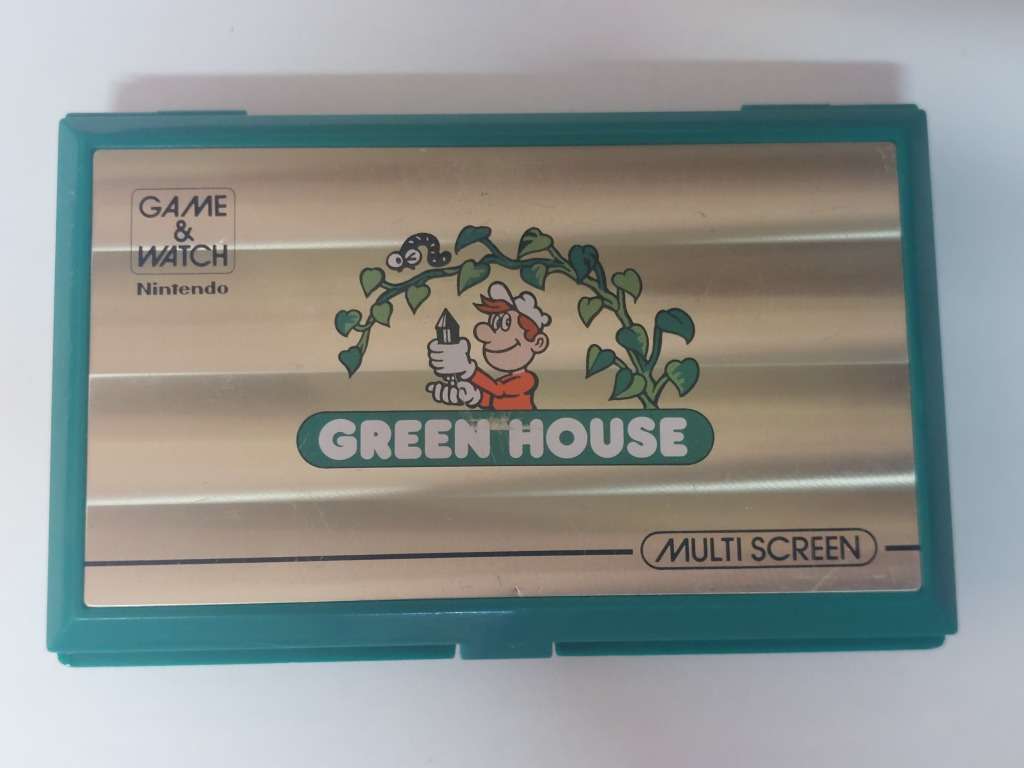 GAME
&
WATCH
Nintendo
GREEN HOUSE
MULTI SCREEN